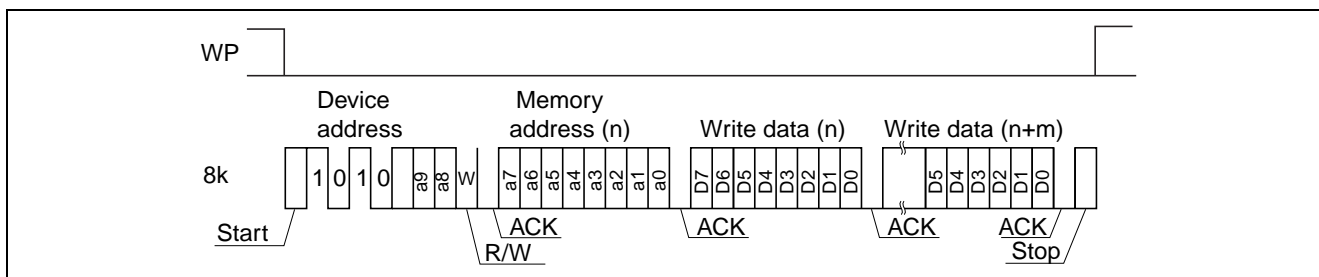 WP
Device address
Memory address (n)
Write data (n)
Write data (n+m)
8k
1 0 1 0 a9 a8 W a7 a6 a5 a4 a3 a2 a1 a0 D7 D6 D5 D4 D3 D2 D1 D0 D5 D4 D3 D2 D1 D0
Start
ACK
ACK
ACK
ACK
R/W
Stop